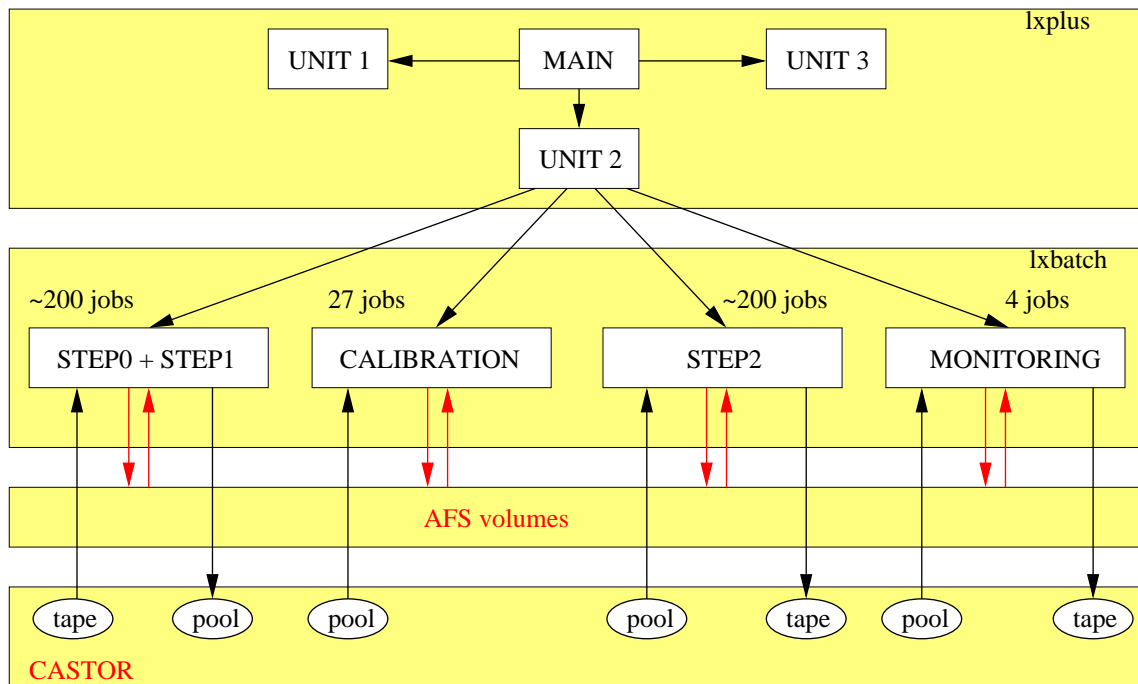 lxplus
UNIT 1
MAIN
UNIT 3
UNIT 2
lxbatch
~200 jobs
27 jobs
~200 jobs
4 jobs
STEP0 + STEP1
CALIBRATION
STEP2
MONITORING
AFS volumes
tape
pool
pool
pool
tape
pool
tape
CASTOR